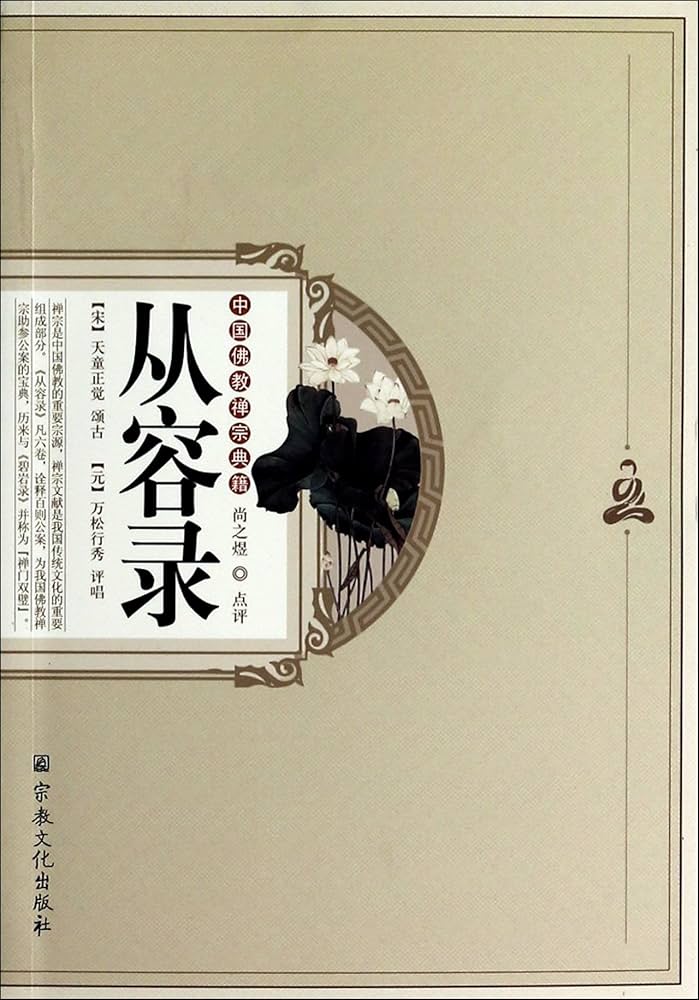 中国佛教禅宗典籍
尚之煜 ◎ 点评
从容录
【宋】天童正觉 颂古 【元】万松行秀 评唱
禅宗是中国佛教的重要宗源，禅宗文献是我国传统文化的重要
组成部分。《从容录》凡六卷，诠释百则公案，为我国佛教禅
宗助参公案的宝典，历来与《碧岩录》并称为「禅门双璧」。
宗教文化出版社